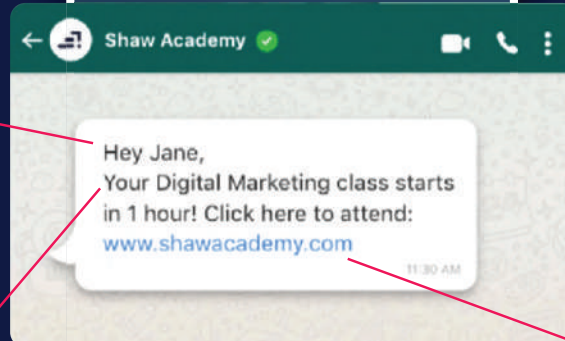 Shaw Academy
Hey Jane,
Your Digital Marketing class starts
in 1 hour! Click here to attend:
www.shawacademy.com
11:30 AM